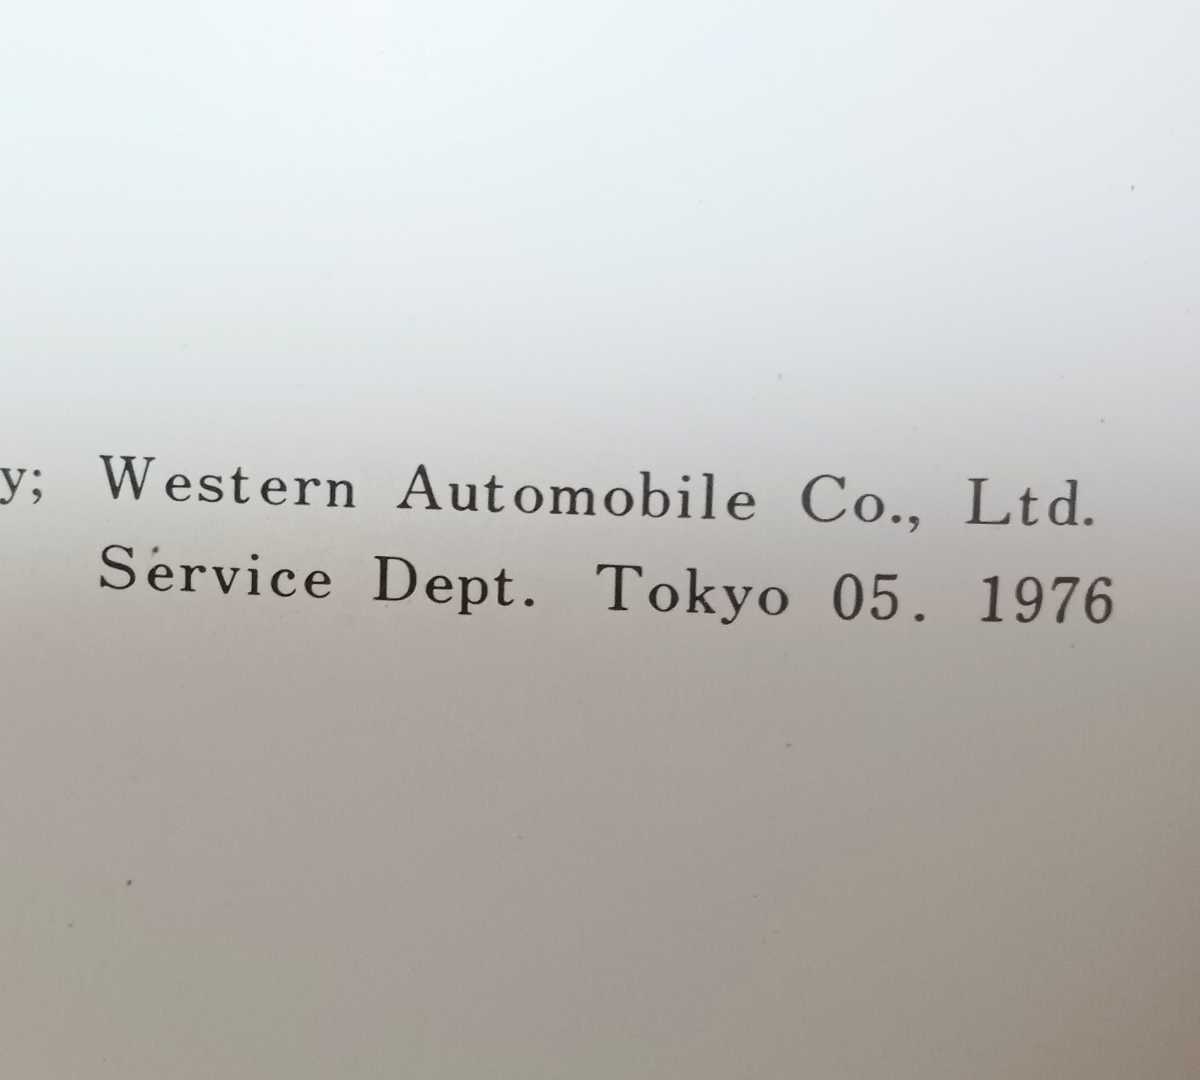 y; Western Automobile Co., Ltd.
Service Dept. Tokyo 05. 1976